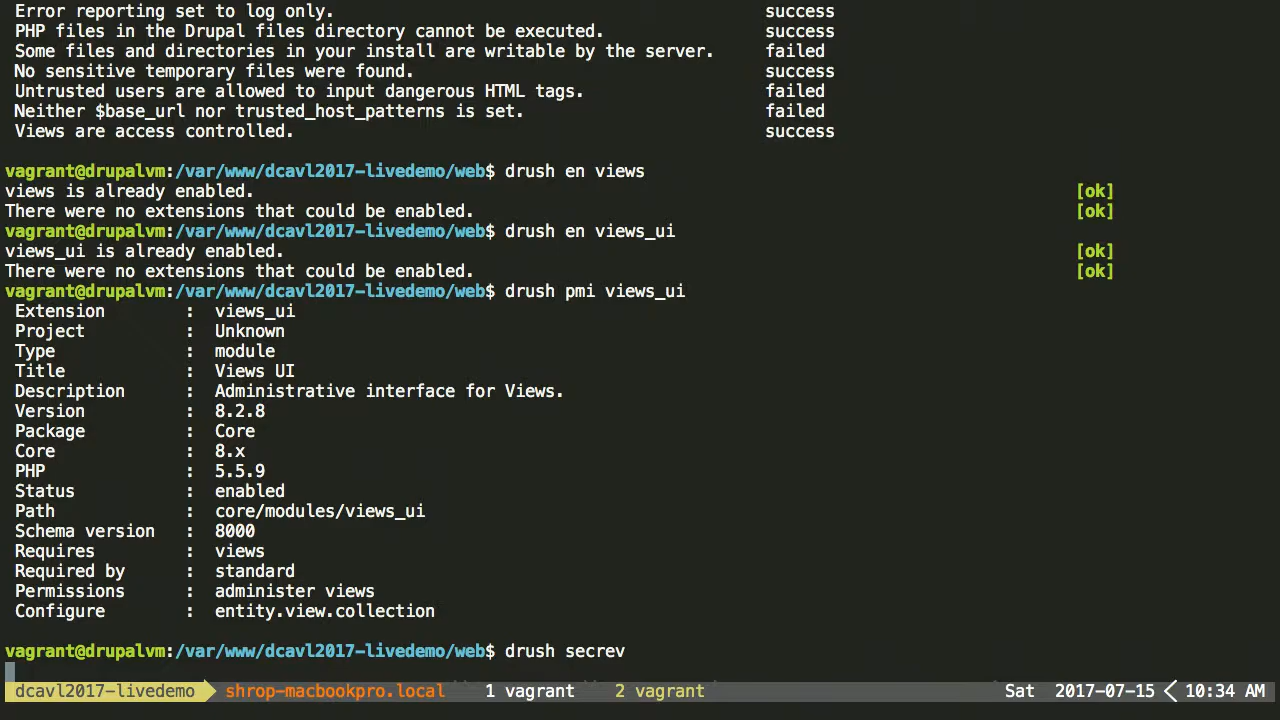 Error reporting set to log only. success
PHP files in the Drupal files directory cannot be executed. success
Some files and directories in your install are writable by the server. failed
No sensitive temporary files were found. success
Untrusted users are allowed to input dangerous HTML tags. failed
Neither $base_url nor trusted_host_patterns is set. failed
Views are access controlled. success
vagrant@drupalvm:/var/www/dcavl2017-livedemo/web$ drush en views
views is already enabled. [ok]
There were no extensions that could be enabled. [ok]
vagrant@drupalvm:/var/www/dcavl2017-livedemo/web$ drush en views_ui
views_ui is already enabled. [ok]
There were no extensions that could be enabled. [ok]
vagrant@drupalvm:/var/www/dcavl2017-livedemo/web$ drush pmi views_ui
Extension : views_ui
Project : Unknown
Type : module
Title : Views UI
Description : Administrative interface for Views.
Version : 8.2.8
Package : Core
Core : 8.x
PHP : 5.5.9
Status : enabled
Path : core/modules/views_ui
Schema version : 8000
Requires : views
Required by : standard
Permissions : administer views
Configure : entity.view.collection
vagrant@drupalvm:/var/www/dcavl2017-livedemo/web$ drush secrev
dcavl2017-livedemo shrop-macbookpro.local 1 vagrant 2 vagrant Sat 2017-07-15 10:34 AM